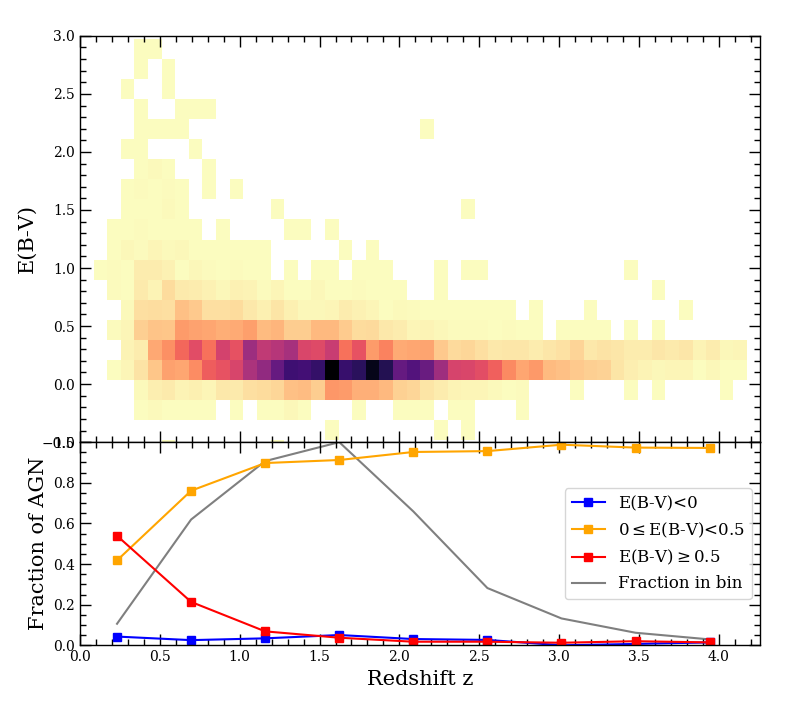 3.0
2.5
2.0
1.5
1.0
0.5
0.0
−0.5
E(B-V)
1.0
0.8
0.6
0.4
0.2
0.0
Fraction of AGN
E(B-V)<0
0≤E(B-V)<0.5
E(B-V)≥0.5
Fraction in bin
0.0 0.5 1.0 1.5 2.0 2.5 3.0 3.5 4.0
Redshift z